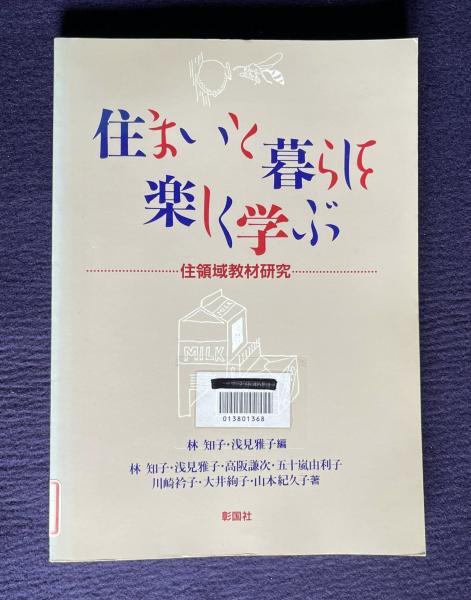 住まいと暮らしを
楽しく学ぶ
住領域教材研究
MILK
013801368
林 知子・浅見雅子編
林 知子・浅見雅子・高阪謙次・五十嵐由利子
川崎衿子・大井絢子・山本紀久子著
彰国社